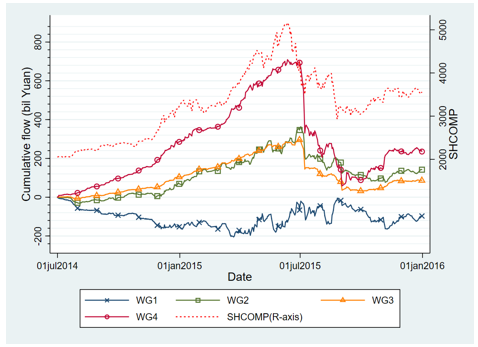 Cumulative flow (bil Yuan)
800
600
400
200
0
-200
5000
4000
3000
2000
SHCOMP
01jul2014
01jan2015
01jul2015
01jan2016
Date
WG1 WG2 WG3
WG4 SHCOMP(R-axis)